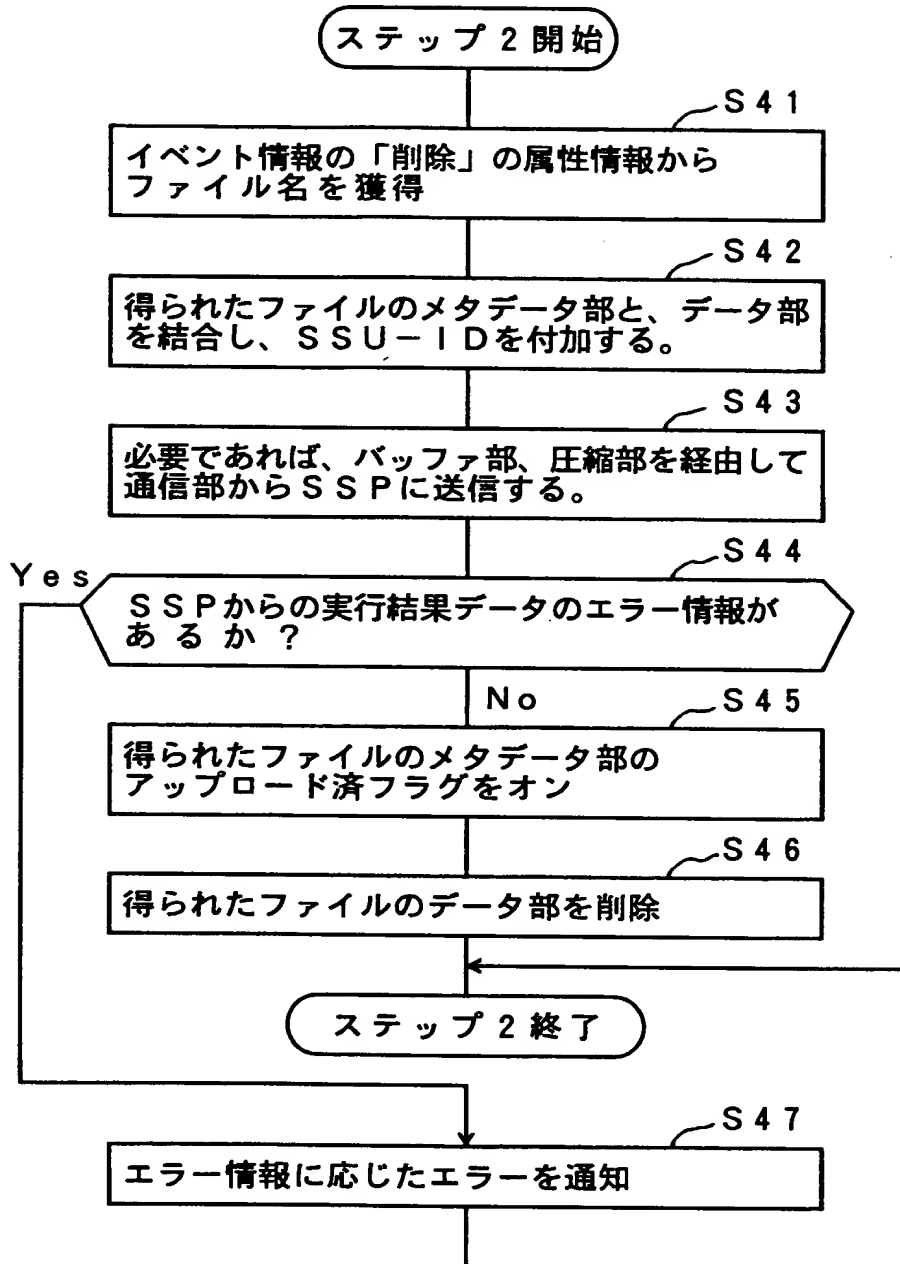 ステップ2開始
S41
イベント情報の「削除」の属性情報から
ファイル名を獲得
S42
得られたファイルのメタデータ部と、データ部
を結合し、SSU-IDを付加する。
S43
必要であれば、バッファ部、圧縮部を経由して
通信部からSSPに送信する。
S44
Yes
SSPからの実行結果データのエラー情報が
あるか?
No
S45
得られたファイルのメタデータ部の
アップロード済フラグをオン
S46
得られたファイルのデータ部を削除
ステップ2終了
S47
エラー情報に応じたエラーを通知